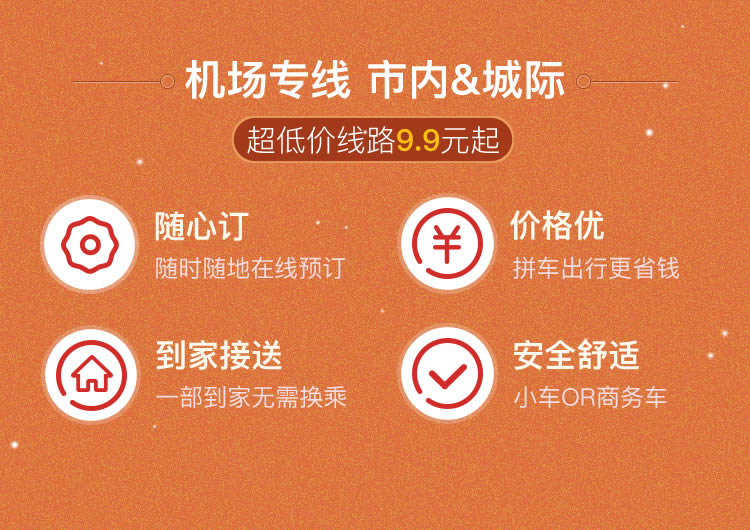 机场专线 市内&城际
超低价线路9.9元起
随心订
随时随地在线预订
价格优
拼车出行更省钱
到家接送
一部到家无需换乘
安全舒适
小车OR商务车